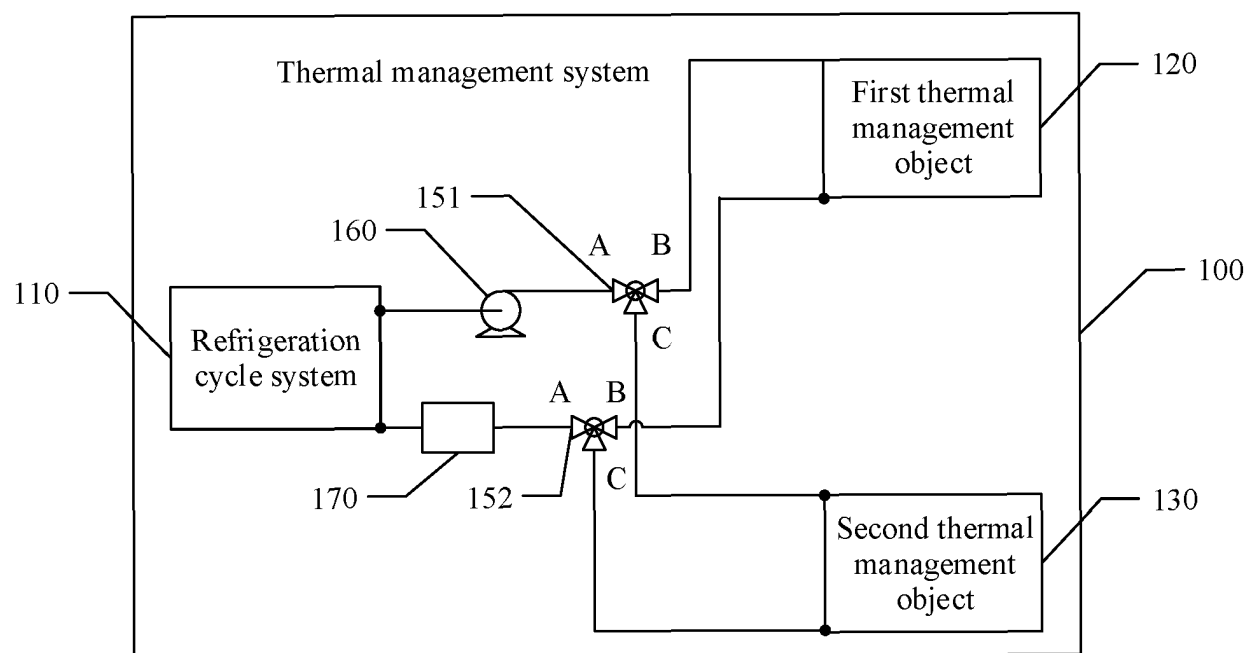 Thermal management system
120
First thermal
management
object
151
160
A
B
100
110
C
Refrigeration
cycle system
A
B
C
170
152
130
Second thermal
management
object